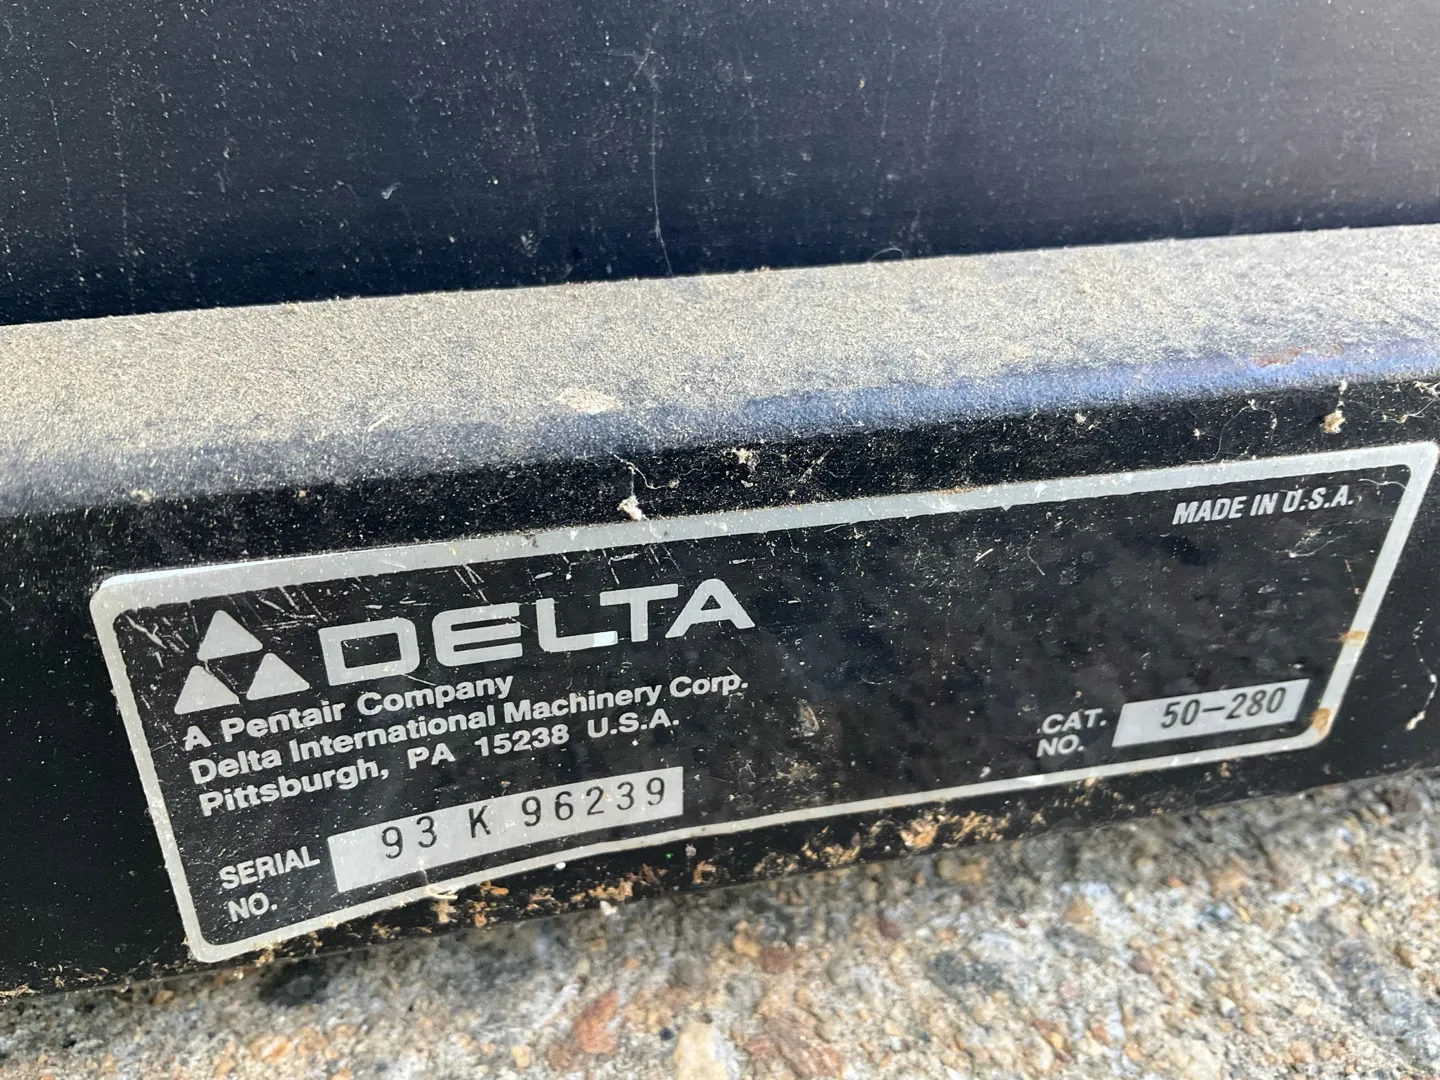 MADE IN U.S.A.
DELTA
A Pentair Company
Delta International Machinery Corp.
Pittsburgh, PA 15238 U.S.A.
CAT. NO. 50-280
SERIAL NO. 93 K 96239